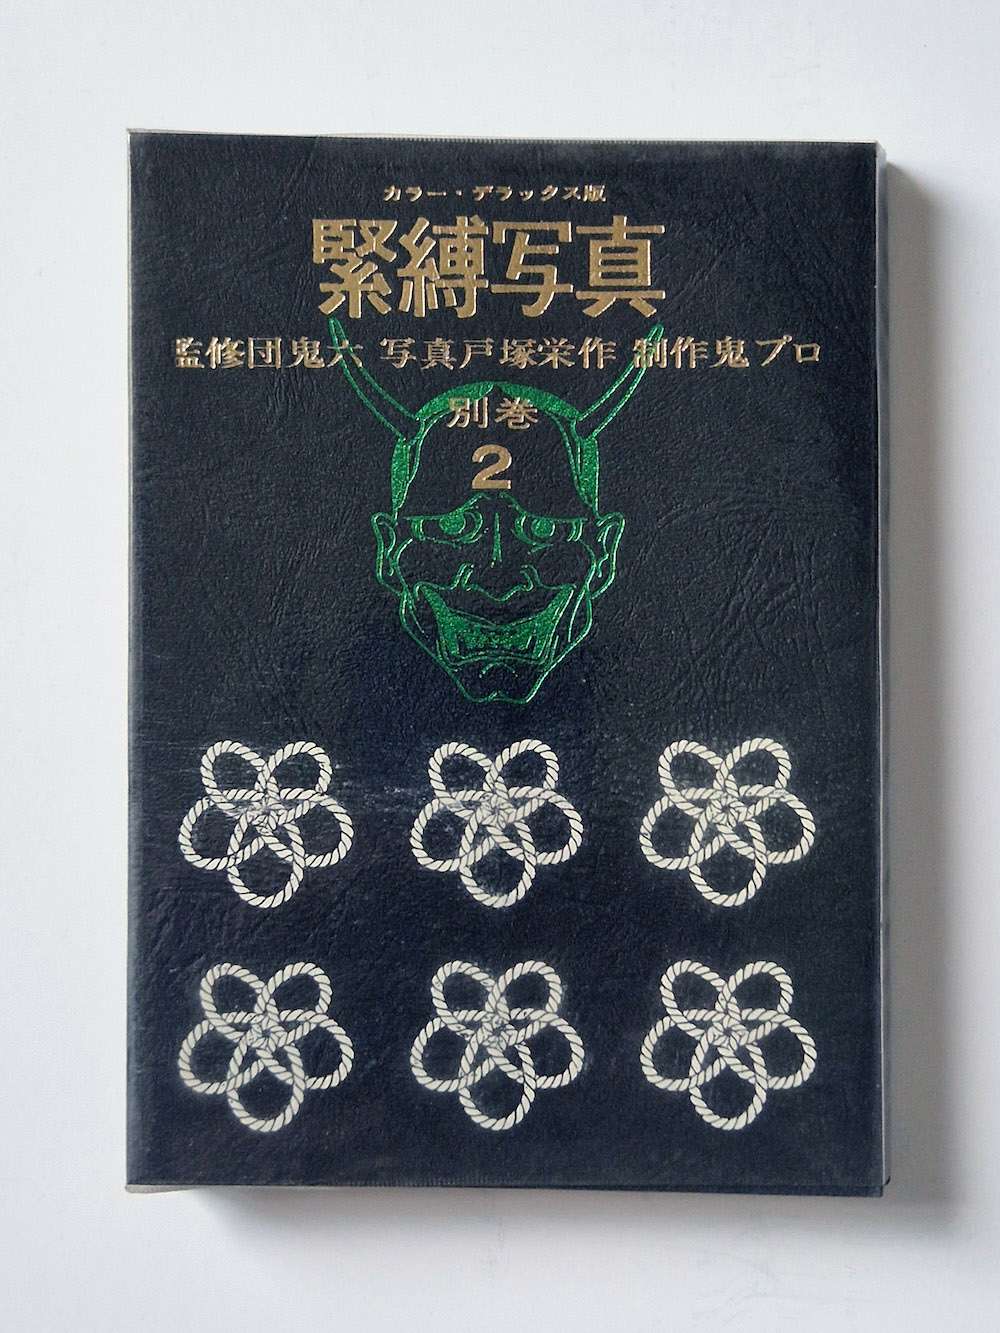 カラー・デラックス版
緊縛写真
監修団鬼六 写真戸塚栄作 制作鬼プロ
別巻
2